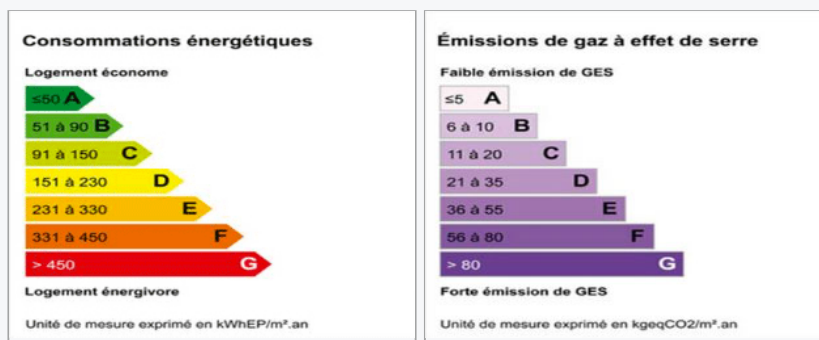 Consommations énergétiques
Logement économe
≤50 A
51 à 90 B
91 à 150 C
151 à 230 D
231 à 330 E
331 à 450 F
> 450 G
Logement énergivore
Unité de mesure exprimé en kWhEP/m².an
Émissions de gaz à effet de serre
Faible émission de GES
≤5 A
6 à 10 B
11 à 20 C
21 à 35 D
36 à 55 E
56 à 80 F
> 80 G
Forte émission de GES
Unité de mesure exprimé en kgeqCO2/m².an